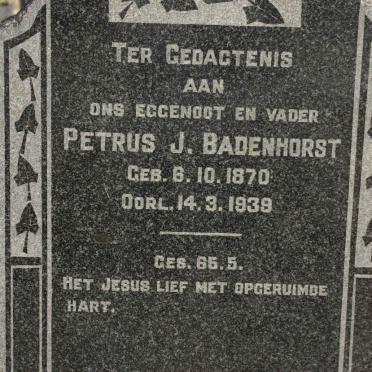 TER GEDAGTENIS
AAN
ONS EGGENOOT EN VADER
PETRUS J. BADENHORST
GEB. 6.10.1870
OORL. 14.3.1939
GES. 65.5.
HET JESUS LIEF MET OPGERUIMDE
HART.